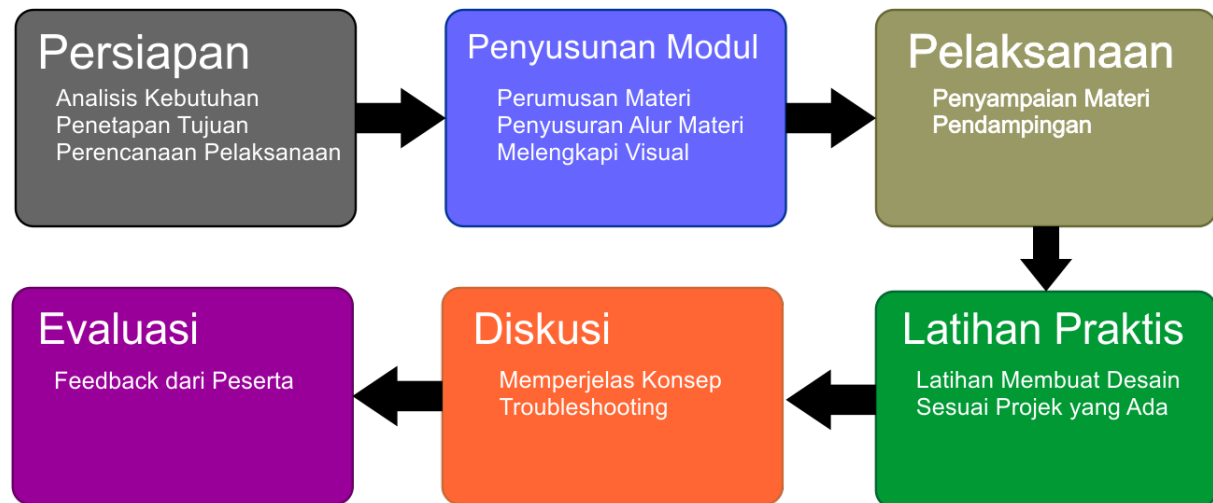 Persiapan
Analisis Kebutuhan
Penetapan Tujuan
Perencanaan Pelaksanaan
Penyusunan Modul
Perumusan Materi
Penyusuran Alur Materi
Melengkapi Visual
Pelaksanaan
Penyampaian Materi
Pendampingan
Latihan Praktis
Latihan Membuat Desain
Sesuai Projek yang Ada
Diskusi
Memperjelas Konsep
Troubleshooting
Evaluasi
Feedback dari Peserta